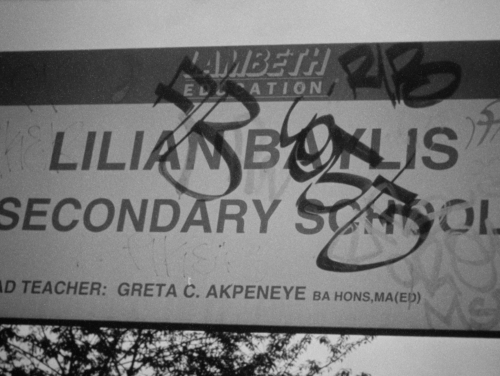 LAMBETH
EDUCATION
LILIAN BAYLIS
SECONDARY SCHOOL
AD TEACHER: GRETA C. AKPENEYE BA HONS,MA(ED)